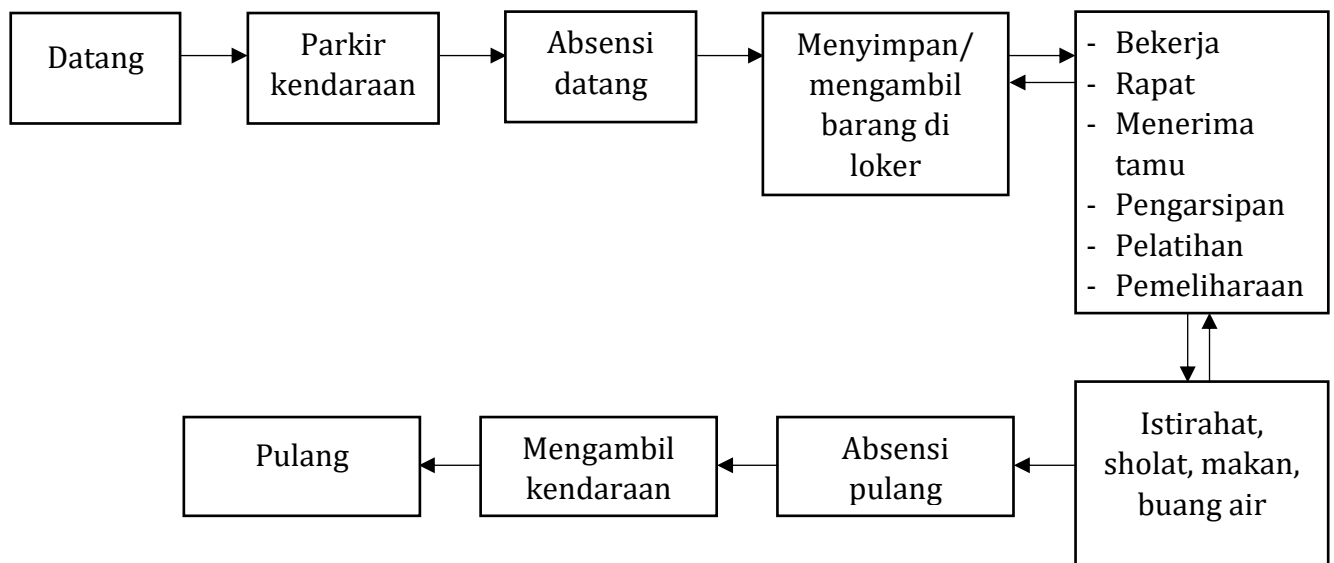 Datang
Parkir
kendaraan
Absensi
datang
Menyimpan/
mengambil
barang di
loker
- Bekerja
- Rapat
- Menerima
tamu
- Pengarsipan
- Pelatihan
- Pemeliharaan
Istirahat,
sholat, makan,
buang air
Absensi
pulang
Mengambil
kendaraan
Pulang